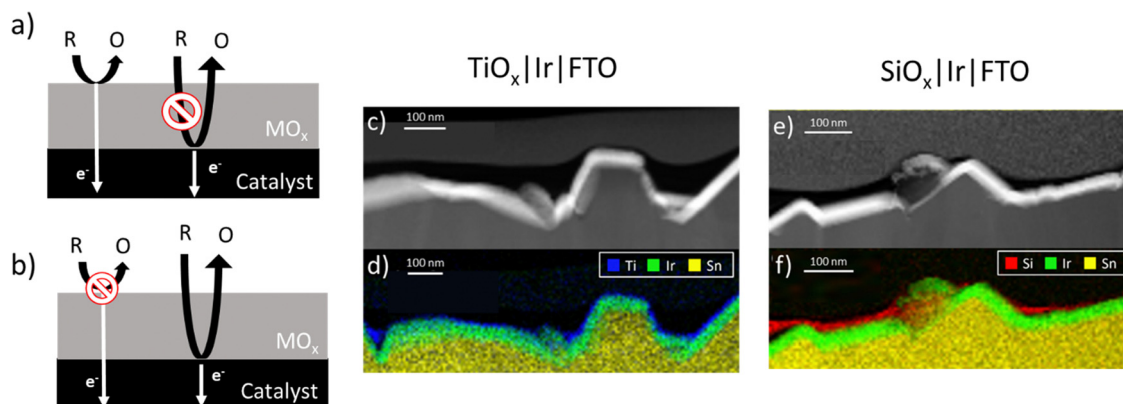 a)
R O R O
MOₓ
e⁻ e⁻
Catalyst
b)
R O R O
MOₓ
e⁻ e⁻
Catalyst
TiOₓ|Ir|FTO
c)
100 nm
d)
100 nm
Ti Ir Sn
SiOₓ|Ir|FTO
e)
100 nm
f)
100 nm
Si Ir Sn